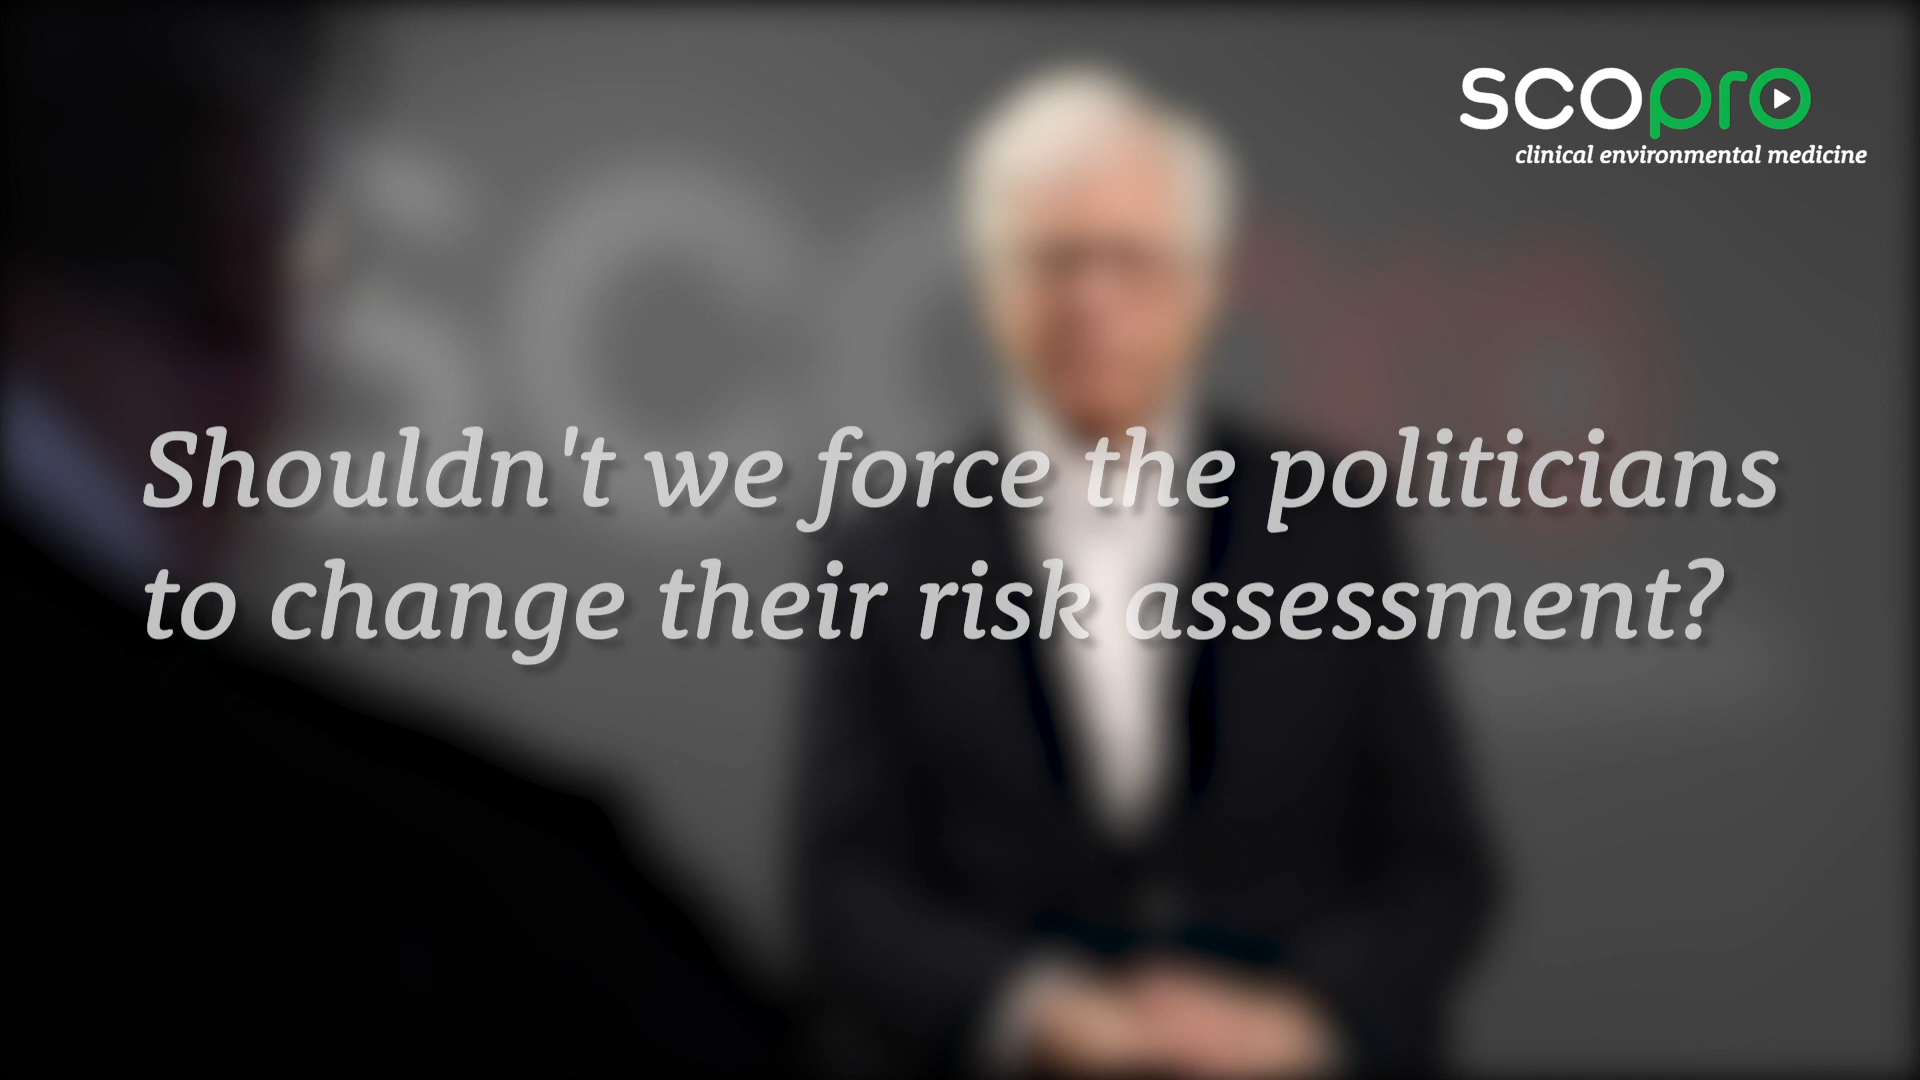 scopro
clinical environmental medicine
Shouldn't we force the politicians
to change their risk assessment?